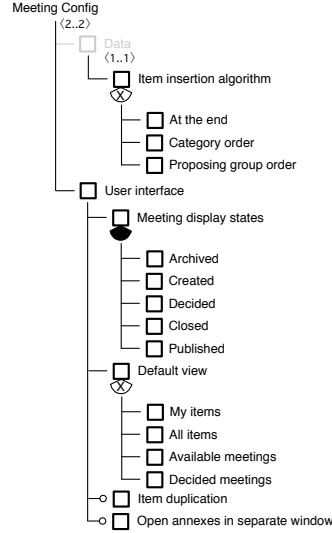 Meeting Config
⟨2..2⟩
Data
⟨1..1⟩
Item insertion algorithm
X
At the end
Category order
Proposing group order
User interface
Meeting display states
Archived
Created
Decided
Closed
Published
Default view
X
My items
All items
Available meetings
Decided meetings
Item duplication
Open annexes in separate window